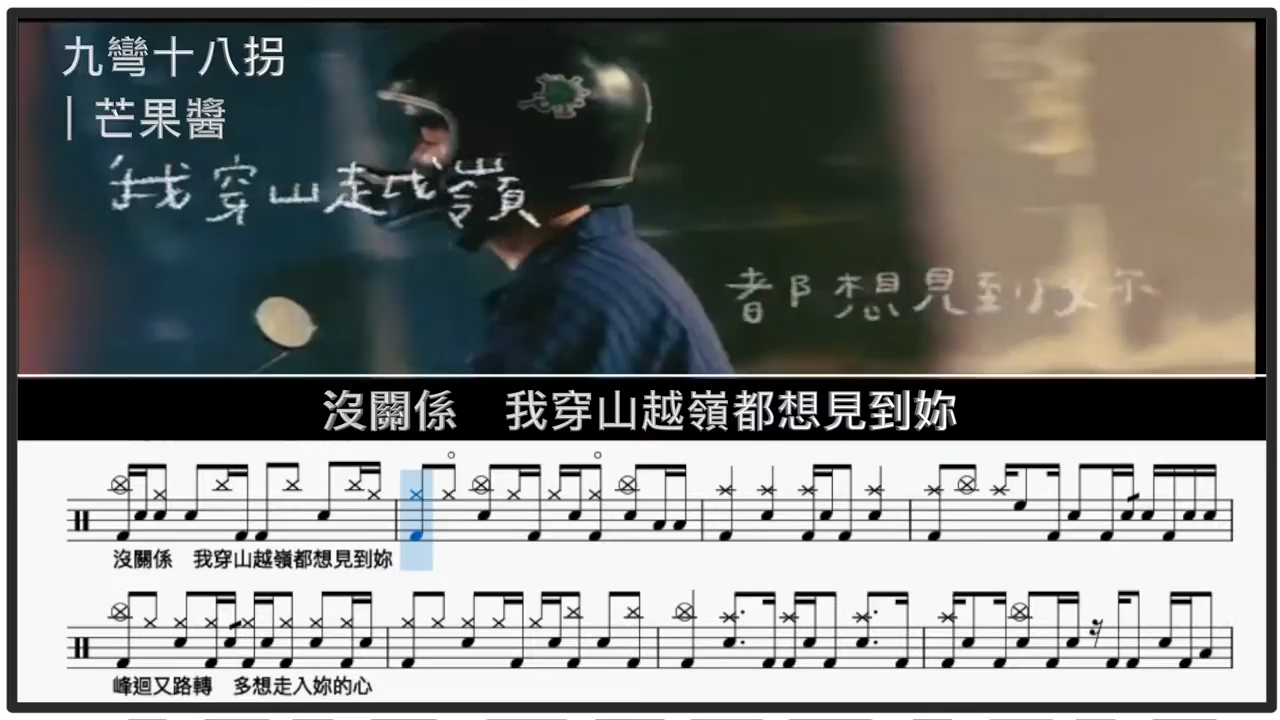 九彎十八拐
｜芒果醬
我穿山越嶺
都想見到妳
沒關係　我穿山越嶺都想見到妳
沒關係　我穿山越嶺都想見到妳
峰迴又路轉　多想走入妳的心